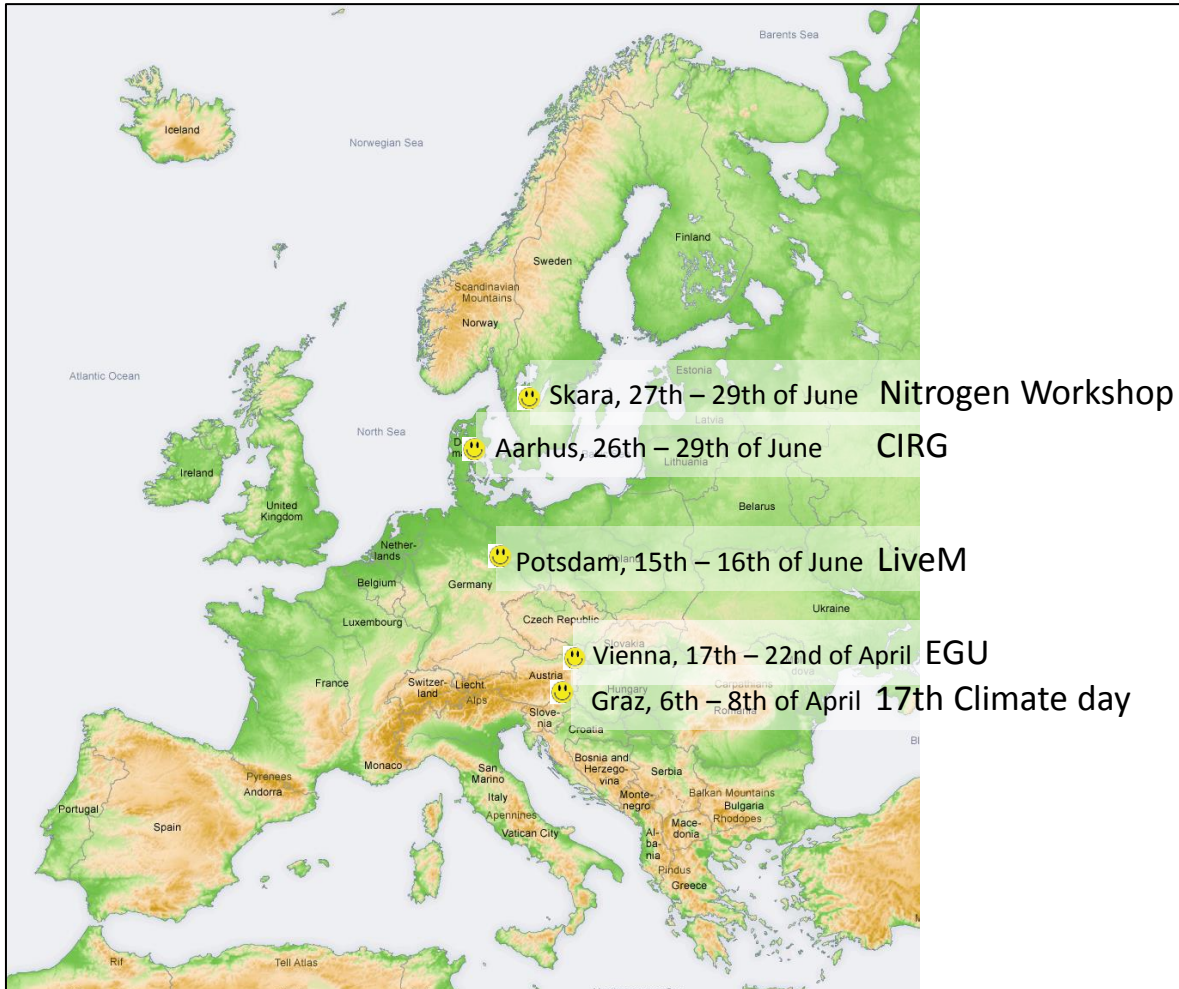 Barents Sea
Iceland
Norwegian Sea
Finland
Sweden
Scandinavian
Mountains
Norway
Atlantic Ocean
Estonia
Skara, 27th – 29th of June Nitrogen Workshop
Latvia
North Sea
Aarhus, 26th – 29th of June CIRG
Lithuania
Ireland
United
Kingdom
Belarus
Nether-
lands
Poland
Potsdam, 15th – 16th of June LiveM
Belgium
Germany
Ukraine
Luxembourg
Czech Republic
Slovakia
Vienna, 17th – 22nd of April EGU
Austria
France
Switzer-
land
Liecht.
Alps
Hungary
Carpathians
Graz, 6th – 8th of April 17th Climate day
Romania
Slove-
nia
Croatia
Monaco
San
Marino
Bosnia and
Herzego-
vina
Serbia
Pyrenees
Andorra
Italy
Monte-
negro
Balkan Mountains
Bulgaria
Rhodopes
Portugal
Spain
Apennines
Vatican City
Mace-
donia
Al-
ba-
nia
Pindus
Greece
Rif
Tell Atlas